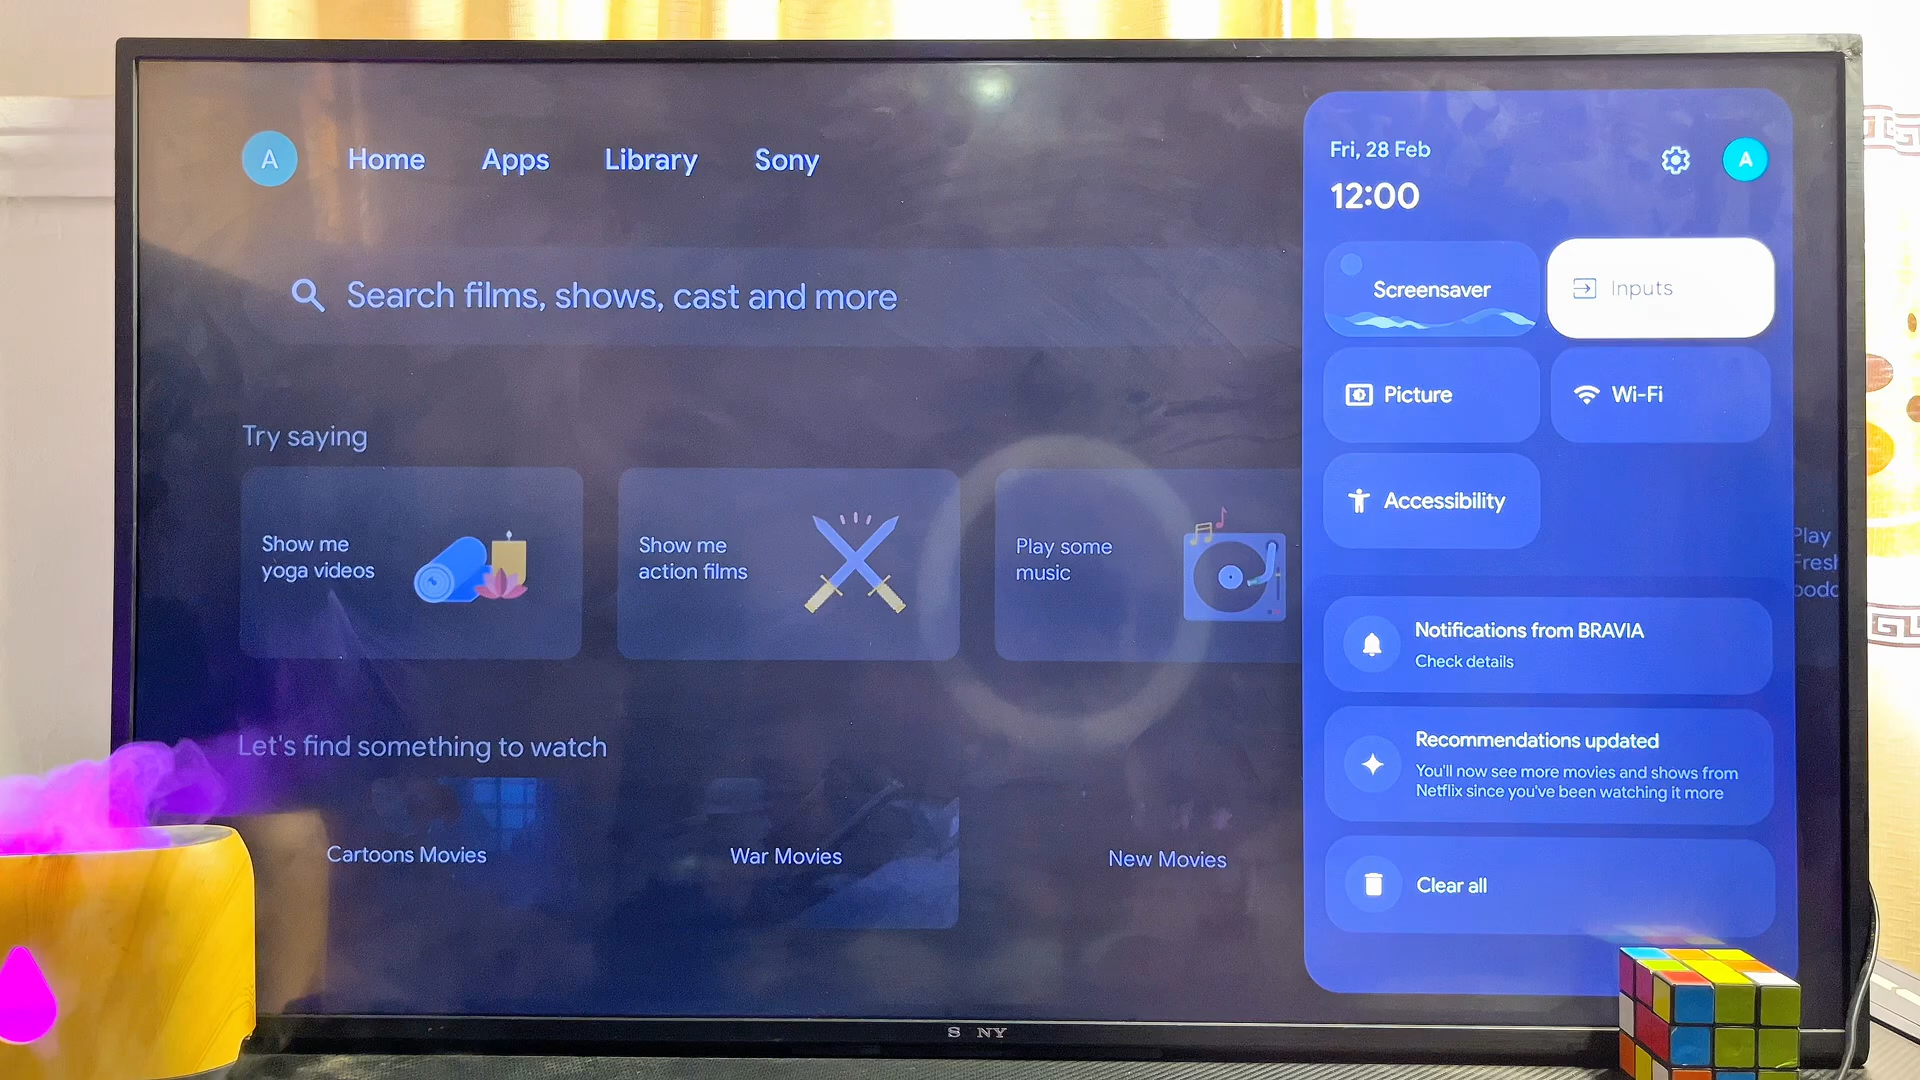 A
Home
Apps
Library
Sony
Search films, shows, cast and more
Try saying
Show me
yoga videos
Show me
action films
Play some
music
Let's find something to watch
Cartoons Movies
War Movies
New Movies
Fri, 28 Feb
A
12:00
Screensaver
Inputs
Picture
Wi-Fi
Accessibility
Notifications from BRAVIA
Check details
Recommendations updated
You'll now see more movies and shows from
Netflix since you've been watching it more
Clear all
Play
S NY